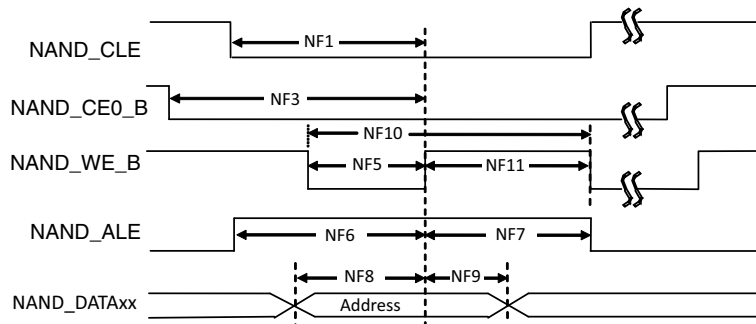 NF1
NAND_CLE
NF3
NAND_CE0_B
NF10
NF5
NF11
NAND_WE_B
NAND_ALE
NF6
NF7
NF8
NF9
NAND_DATAxx
Address